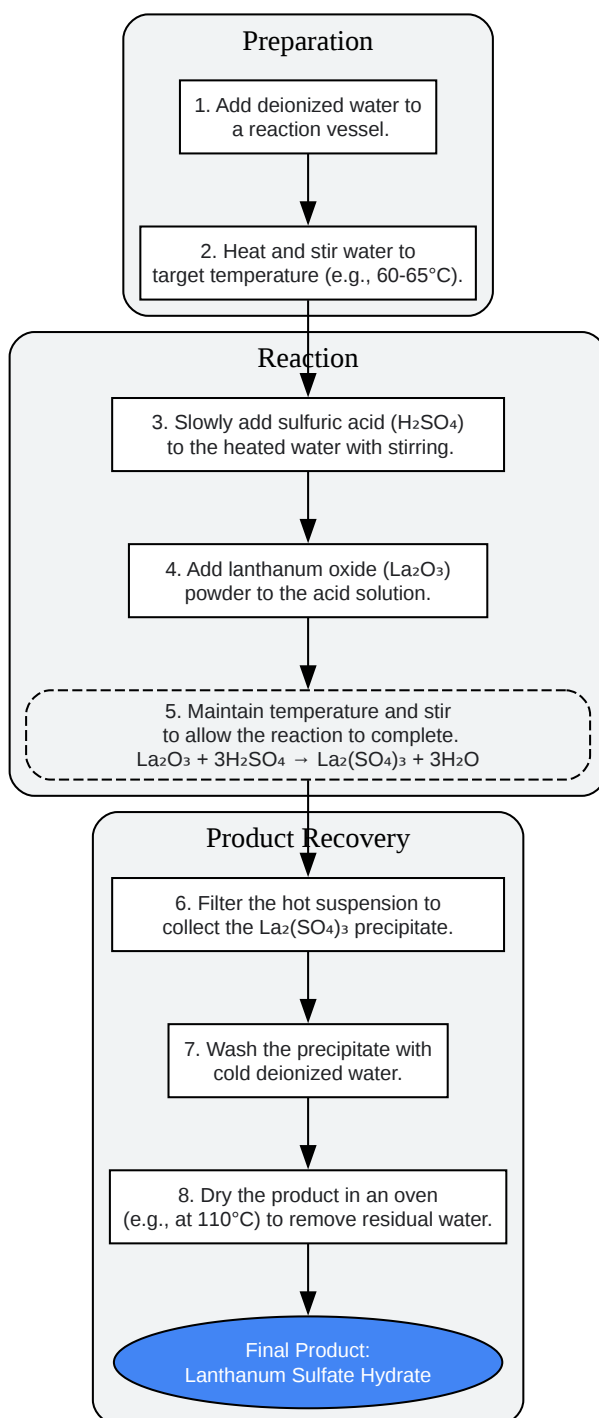 Preparation
1. Add deionized water to
a reaction vessel.
2. Heat and stir water to
target temperature (e.g., 60-65°C).
Reaction
3. Slowly add sulfuric acid (H₂SO₄)
to the heated water with stirring.
4. Add lanthanum oxide (La₂O₃)
powder to the acid solution.
5. Maintain temperature and stir
to allow the reaction to complete.
La₂O₃ + 3H₂SO₄ → La₂(SO₄)₃ + 3H₂O
Product Recovery
6. Filter the hot suspension to
collect the La₂(SO₄)₃ precipitate.
7. Wash the precipitate with
cold deionized water.
8. Dry the product in an oven
(e.g., at 110°C) to remove residual water.
Final Product:
Lanthanum Sulfate Hydrate